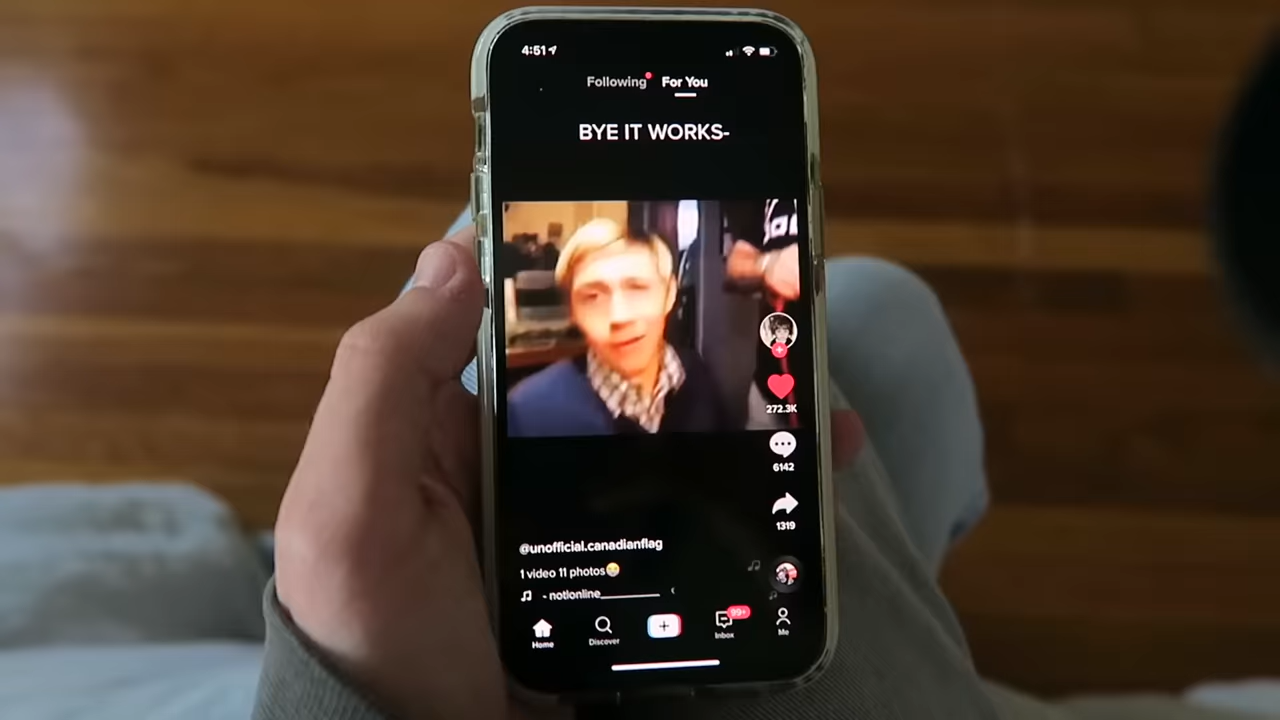 4:51
Following For You
BYE IT WORKS-
272.3K
6142
1319
@unofficial.canadianflag
1 video 11 photos😭
- notlonline_________
99+
Home Discover Inbox Me